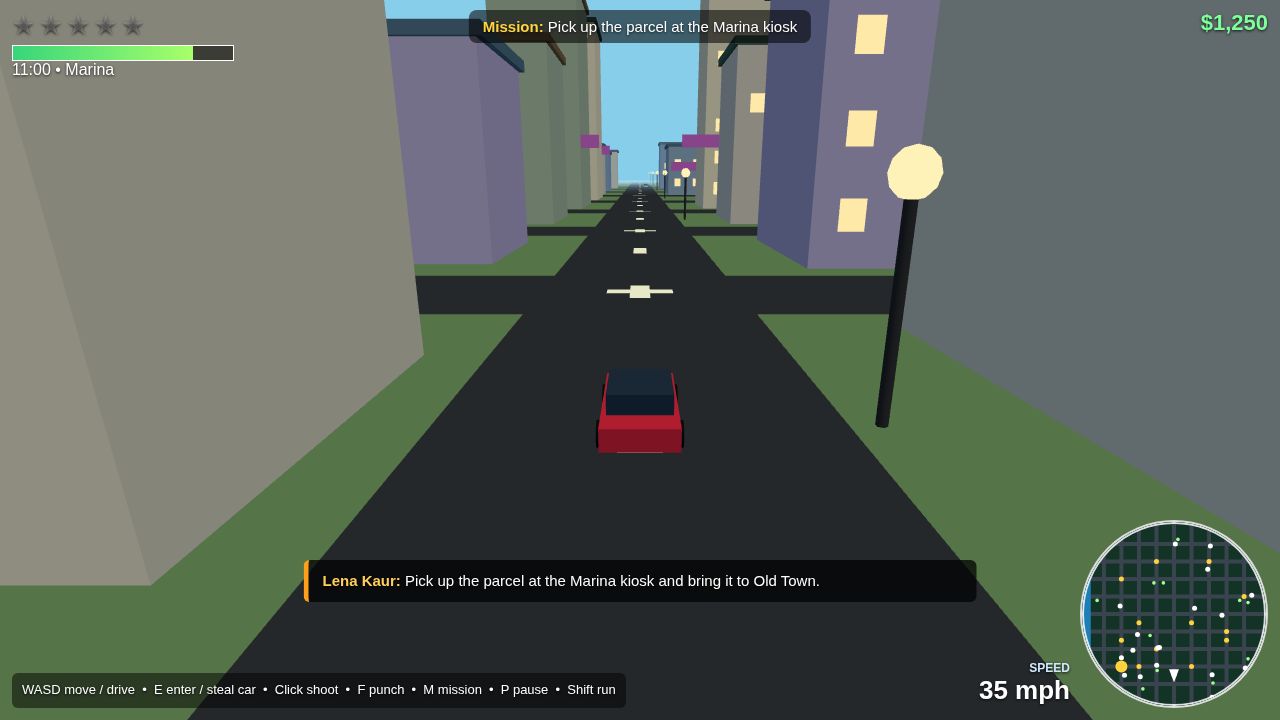 Mission: Pick up the parcel at the Marina kiosk
$1,250
11:00 • Marina
Lena Kaur: Pick up the parcel at the Marina kiosk and bring it to Old Town.
SPEED
35 mph
WASD move / drive • E enter / steal car • Click shoot • F punch • M mission • P pause • Shift run